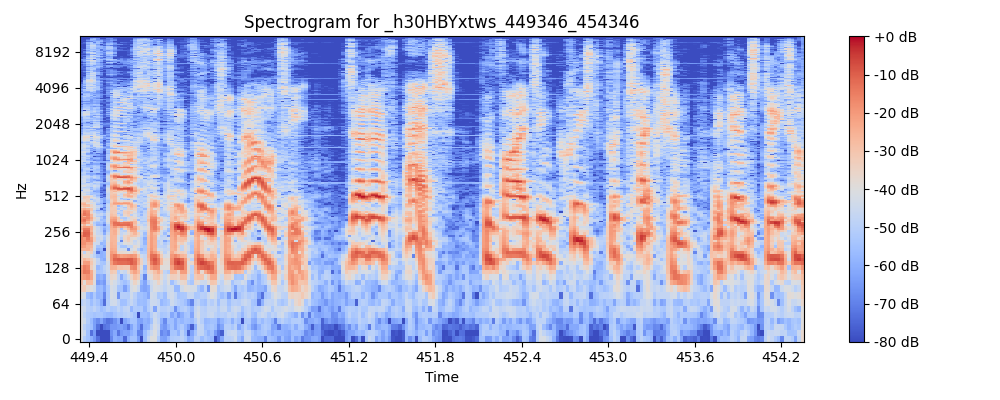 Spectrogram for _h30HBYxtws_449346_454346
8192
4096
2048
1024
512
256
128
64
0
Hz
449.4 450.0 450.6 451.2 451.8 452.4 453.0 453.6 454.2
Time
+0 dB
-10 dB
-20 dB
-30 dB
-40 dB
-50 dB
-60 dB
-70 dB
-80 dB